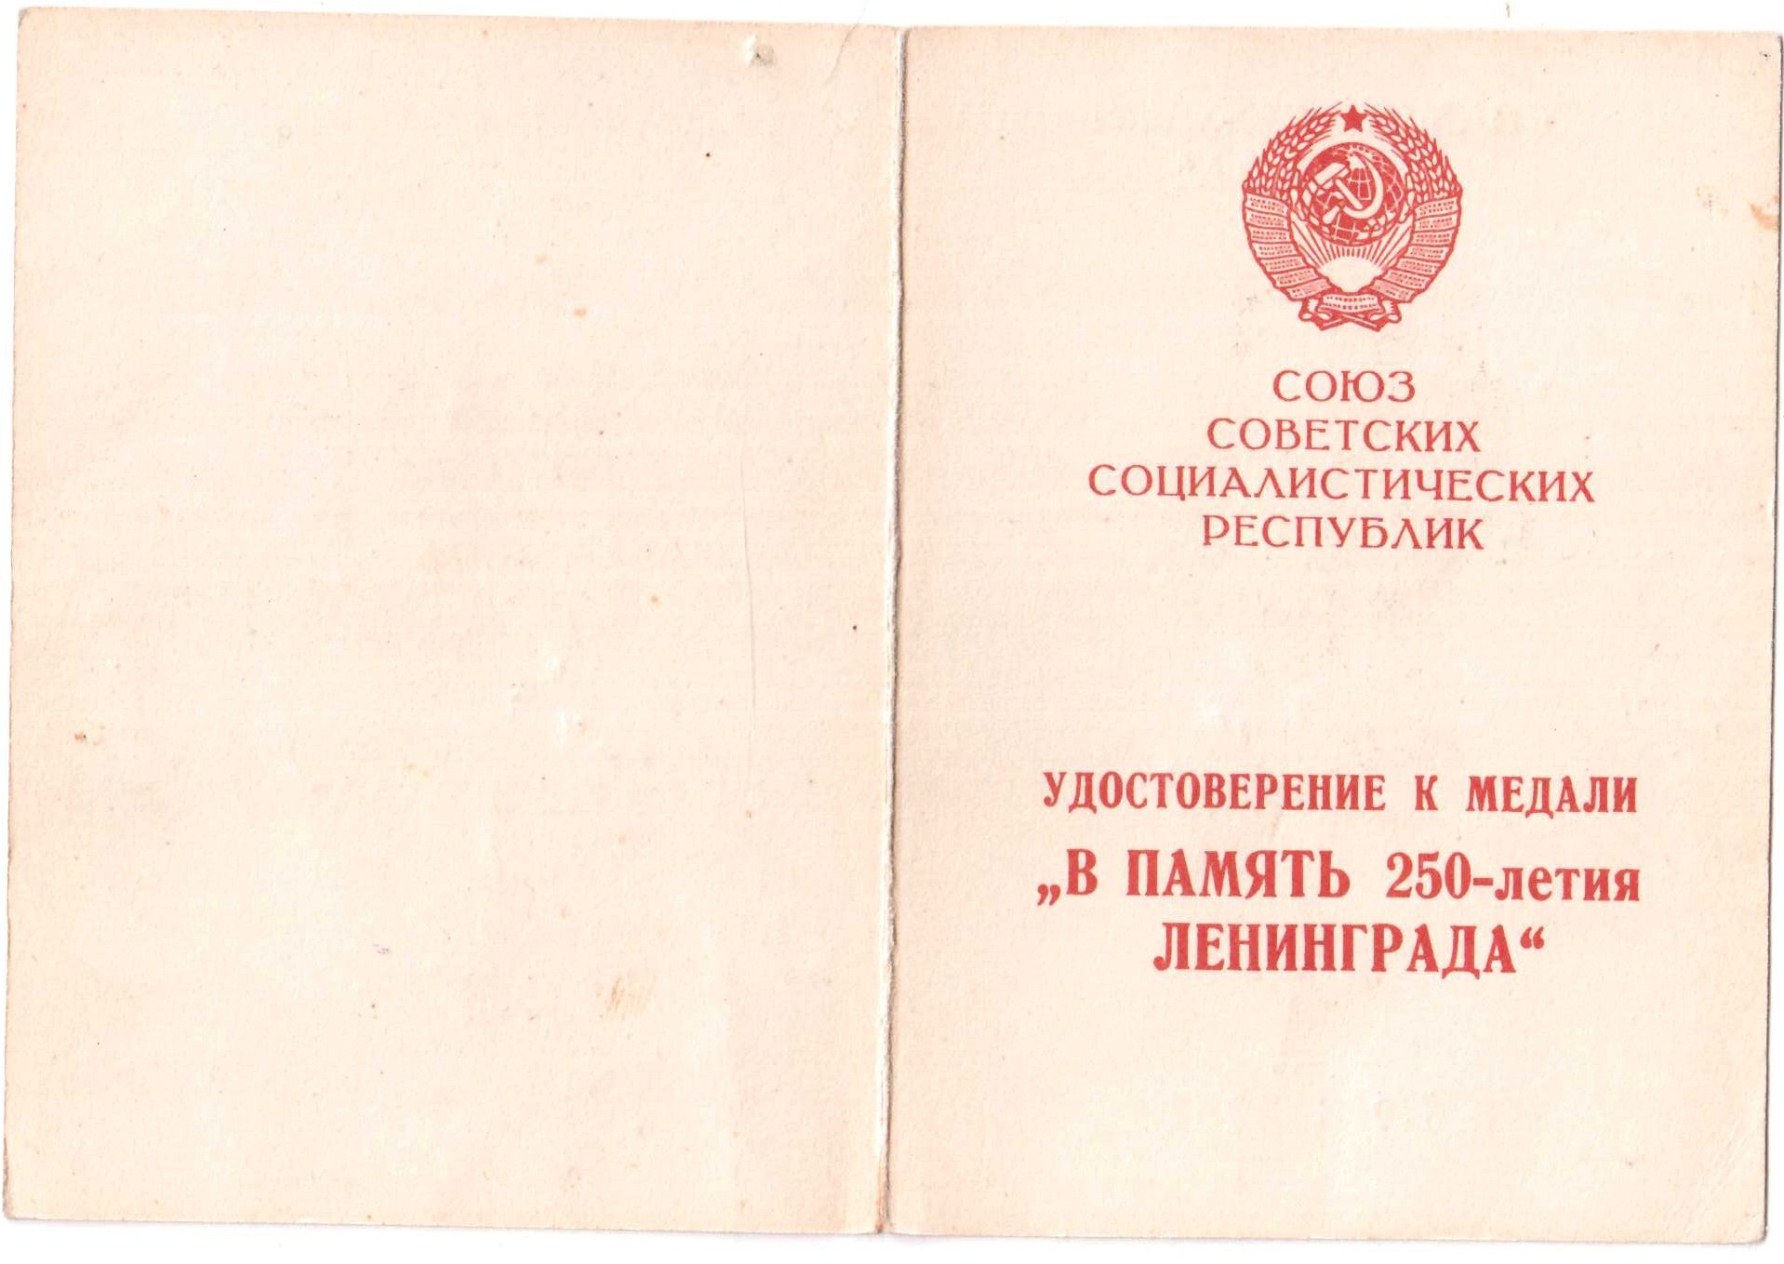 СОЮЗ
СОВЕТСКИХ
СОЦИАЛИСТИЧЕСКИХ
РЕСПУБЛИК
УДОСТОВЕРЕНИЕ К МЕДАЛИ
„В ПАМЯТЬ 250-летия
ЛЕНИНГРАДА“